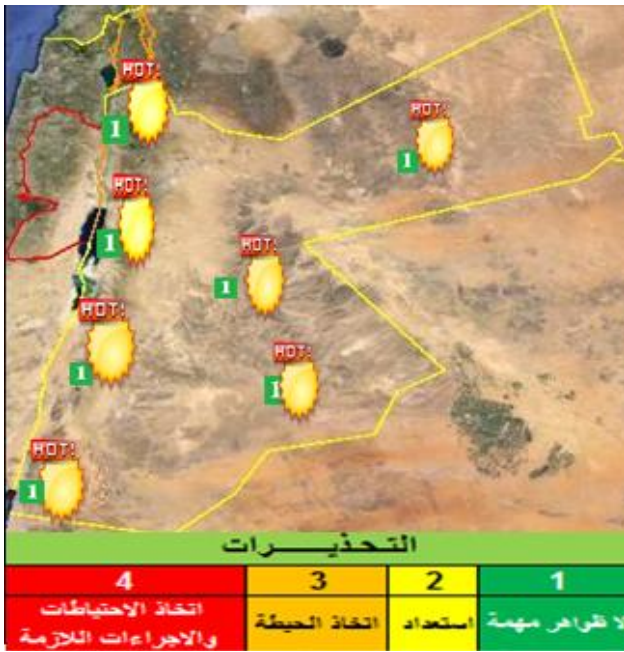 HOT!
1
HOT!
1
HOT!
1
HOT!
1
HOT!
1
HOT!
1
HOT!
1
التحذيـــــرات
1
2
3
4
لا ظواهر مهمة
استعداد
اتخاذ الحيطة
اتخاذ الاحتياطات
والاجراءات اللازمة